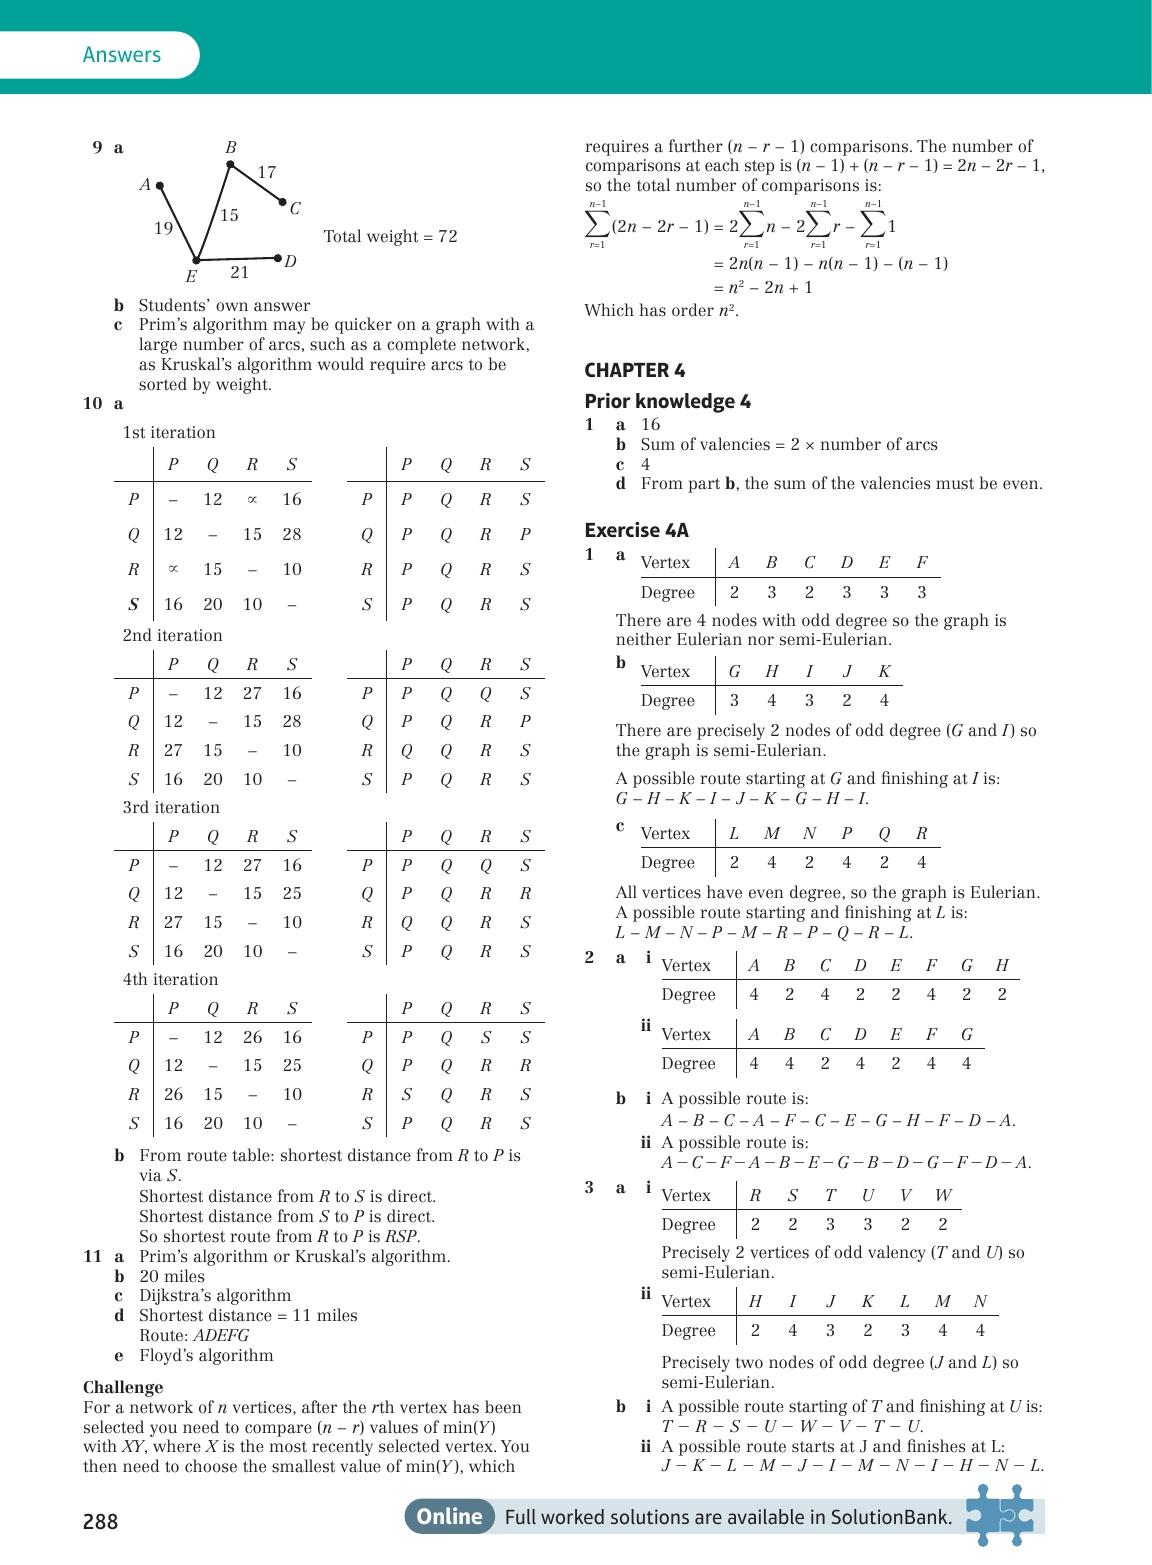 Answers
9 a
B
17
A
C
15
19
Total weight = 72
D
E
21
b Students’ own answer
c Prim’s algorithm may be quicker on a graph with a
large number of arcs, such as a complete network,
as Kruskal’s algorithm would require arcs to be
sorted by weight.
10 a
1st iteration
P Q R S P Q R S
P – 12 ∝ 16 P P Q R S
Q 12 – 15 28 Q P Q R P
R ∝ 15 – 10 R P Q R S
S 16 20 10 – S P Q R S
2nd iteration
P Q R S P Q R S
P – 12 27 16 P P Q Q S
Q 12 – 15 28 Q P Q R P
R 27 15 – 10 R Q Q R S
S 16 20 10 – S P Q R S
3rd iteration
P Q R S P Q R S
P – 12 27 16 P P Q Q S
Q 12 – 15 25 Q P Q R R
R 27 15 – 10 R Q Q R S
S 16 20 10 – S P Q R S
4th iteration
P Q R S P Q R S
P – 12 26 16 P P Q S S
Q 12 – 15 25 Q P Q R R
R 26 15 – 10 R S Q R S
S 16 20 10 – S P Q R S
b From route table: shortest distance from R to P is
via S.
Shortest distance from R to S is direct.
Shortest distance from S to P is direct.
So shortest route from R to P is RSP.
11 a Prim’s algorithm or Kruskal’s algorithm.
b 20 miles
c Dijkstra’s algorithm
d Shortest distance = 11 miles
Route: ADEFG
e Floyd’s algorithm
Challenge
For a network of n vertices, after the rth vertex has been
selected you need to compare (n – r) values of min(Y)
with XY, where X is the most recently selected vertex. You
then need to choose the smallest value of min(Y), which
requires a further (n – r – 1) comparisons. The number of
comparisons at each step is (n – 1) + (n – r – 1) = 2n – 2r – 1,
so the total number of comparisons is:
n–1 n–1 n–1 n–1
∑(2n – 2r – 1) = 2∑n – 2∑r – ∑1
r=1 r=1 r=1 r=1
= 2n(n – 1) – n(n – 1) – (n – 1)
= n² – 2n + 1
Which has order n².
CHAPTER 4
Prior knowledge 4
1 a 16
b Sum of valencies = 2 × number of arcs
c 4
d From part b, the sum of the valencies must be even.
Exercise 4A
1 a Vertex A B C D E F
Degree 2 3 2 3 3 3
There are 4 nodes with odd degree so the graph is
neither Eulerian nor semi-Eulerian.
b Vertex G H I J K
Degree 3 4 3 2 4
There are precisely 2 nodes of odd degree (G and I) so
the graph is semi-Eulerian.
A possible route starting at G and finishing at I is:
G – H – K – I – J – K – G – H – I.
c Vertex L M N P Q R
Degree 2 4 2 4 2 4
All vertices have even degree, so the graph is Eulerian.
A possible route starting and finishing at L is:
L – M – N – P – M – R – P – Q – R – L.
2 a i Vertex A B C D E F G H
Degree 4 2 4 2 2 4 2 2
ii Vertex A B C D E F G
Degree 4 4 2 4 2 4 4
b i A possible route is:
A – B – C – A – F – C – E – G – H – F – D – A.
ii A possible route is:
A – C – F – A – B – E – G – B – D – G – F – D – A.
3 a i Vertex R S T U V W
Degree 2 2 3 3 2 2
Precisely 2 vertices of odd valency (T and U) so
semi-Eulerian.
ii Vertex H I J K L M N
Degree 2 4 3 2 3 4 4
Precisely two nodes of odd degree (J and L) so
semi-Eulerian.
b i A possible route starting of T and finishing at U is:
T – R – S – U – W – V – T – U.
ii A possible route starts at J and finishes at L:
J – K – L – M – J – I – M – N – I – H – N – L.
288
Online Full worked solutions are available in SolutionBank.